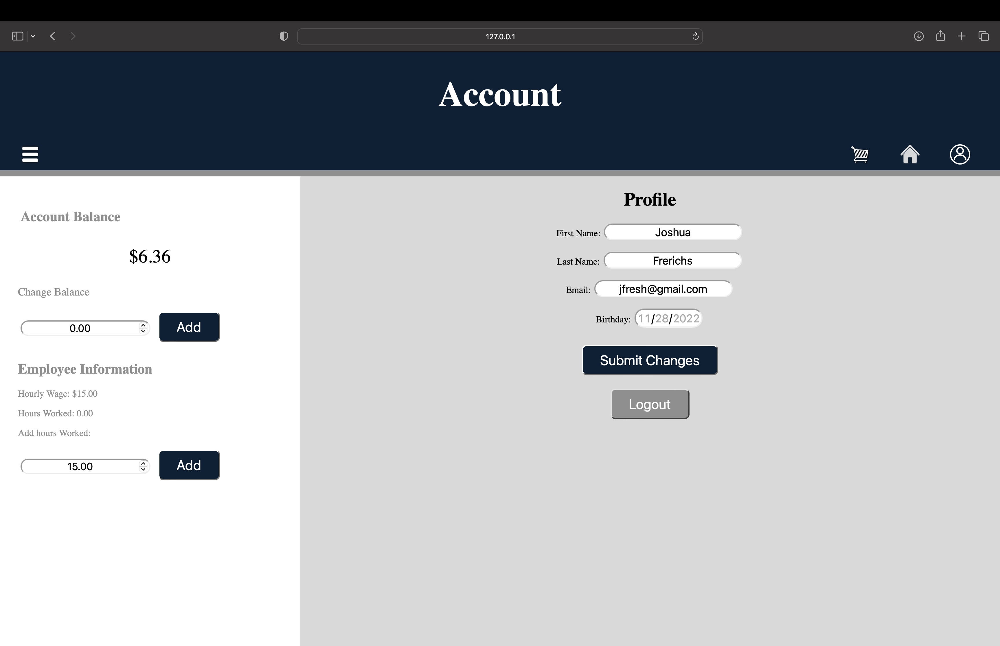 127.0.0.1
Account
Account Balance
$6.36
Change Balance
0.00
Add
Employee Information
Hourly Wage: $15.00
Hours Worked: 0.00
Add hours Worked:
15.00
Add
Profile
First Name: Joshua
Last Name: Frerichs
Email: jfresh@gmail.com
Birthday: 11/28/2022
Submit Changes
Logout